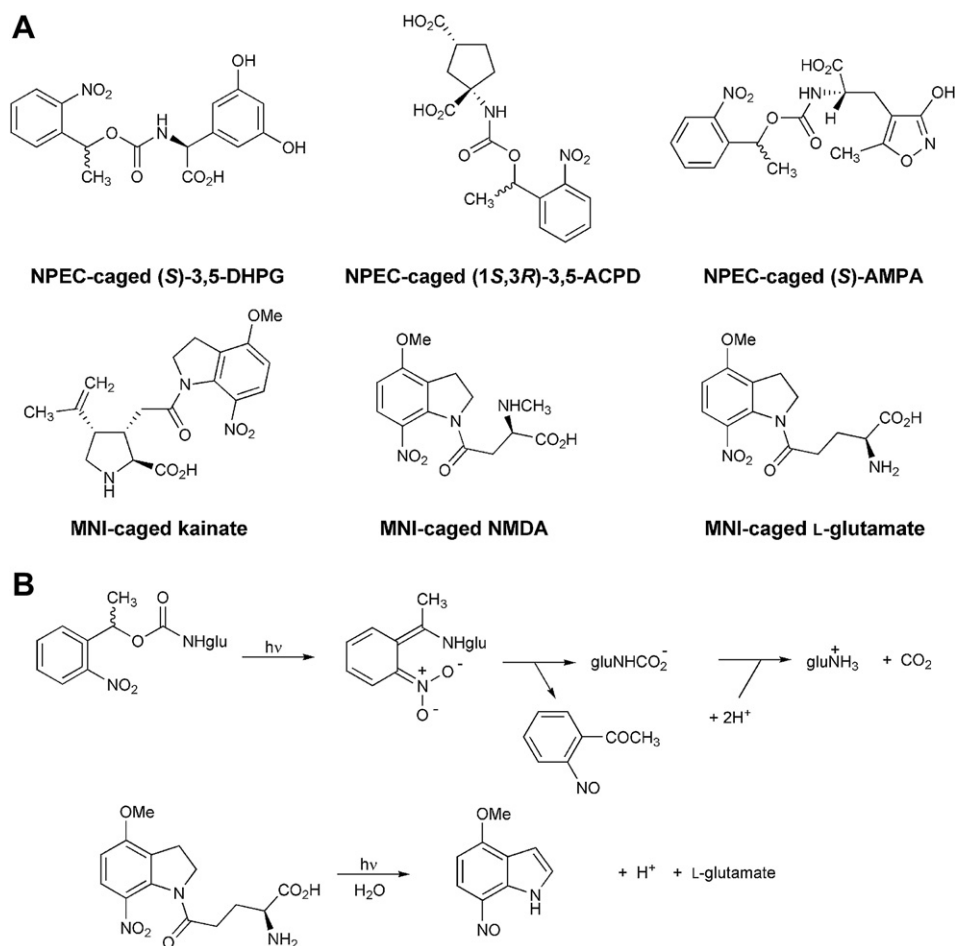 A
NO₂
CH₃
O
O
H
N
CO₂H
OH
OH
NPEC-caged (S)-3,5-DHPG
HO₂C
HO₂C
NH
O
O
CH₃
NO₂
NPEC-caged (1S,3R)-3,5-ACPD
NO₂
CH₃
O
O
HO₂C
HN
H
CH₃
O
N
OH
NPEC-caged (S)-AMPA
CH₂
CH₃
N
H
CO₂H
O
N
NO₂
OMe
MNI-caged kainate
OMe
NO₂
N
O
NHCH₃
CO₂H
MNI-caged NMDA
OMe
NO₂
N
O
CO₂H
NH₂
MNI-caged L-glutamate
B
CH₃
O
O
NHglu
NO₂
hν
CH₃
NHglu
N⁺
O⁻
O⁻
gluNHCO₂⁻
COCH₃
NO
+ 2H⁺
gluNH₃⁺ + CO₂
OMe
NO₂
N
O
CO₂H
NH₂
hν
H₂O
OMe
NO
N
H
+ H⁺ + L-glutamate